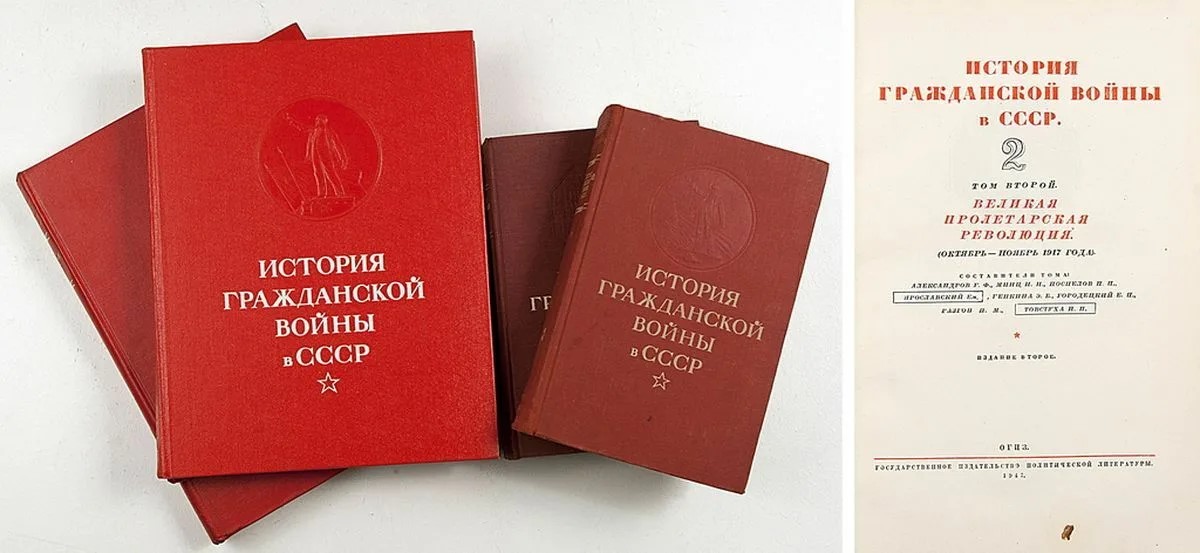 ИСТОРИЯ
ГРАЖДАНСКОЙ
ВОЙНЫ
в СССР
ГР
ИСТОРИЯ
ГРАЖДАНСКОЙ
ВОЙНЫ
в СССР
ИСТОРИЯ
ГРАЖДАНСКОЙ ВОЙНЫ
в СССР.
2
ТОМ ВТОРОЙ.
ВЕЛИКАЯ
ПРОЛЕТАРСКАЯ
РЕВОЛЮЦИЯ.
(ОКТЯБРЬ — НОЯБРЬ 1917 ГОДА).
СОСТАВИТЕЛИ ТОМА:
АЛЕКСАНДРОВ Г. Ф., МИНЦ И. И., ПОСПЕЛОВ П. Н.,
ЯРОСЛАВСКИЙ Ем., ГЕНКИНА Э. Б., ГОРОДЕЦКИЙ Е. Н.,
И. М., ТОВСТУХА И. П.
ИЗДАНИЕ ВТОРОЕ.
ОГИЗ.
ГОСУДАРСТВЕННОЕ ИЗДАТЕЛЬСТВО ПОЛИТИЧЕСКОЙ ЛИТЕРАТУРЫ.